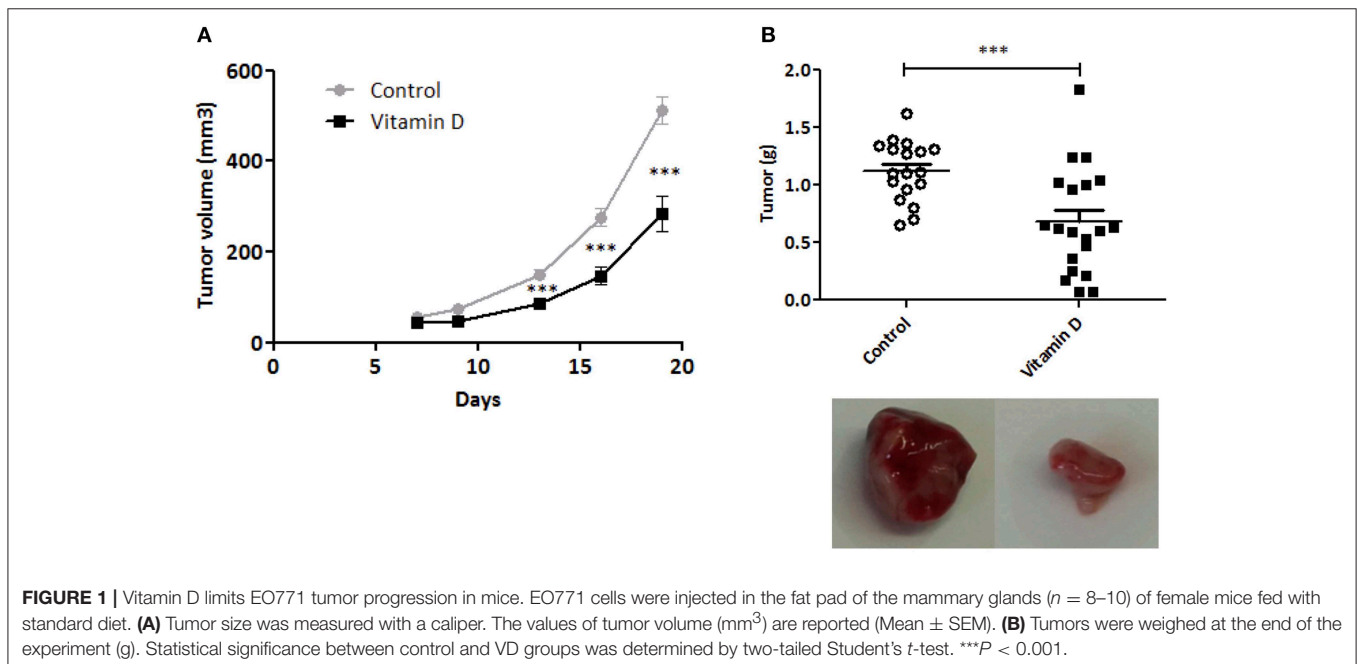 A
600
400
200
0
Tumor volume (mm3)
Control
Vitamin D
***
***
***
0
5
10
15
20
Days
B
***
2.0
1.5
1.0
0.5
0.0
Tumor (g)
Control
Vitamin D
FIGURE 1 | Vitamin D limits EO771 tumor progression in mice. EO771 cells were injected in the fat pad of the mammary glands (n = 8–10) of female mice fed with
standard diet. (A) Tumor size was measured with a caliper. The values of tumor volume (mm³) are reported (Mean ± SEM). (B) Tumors were weighed at the end of the
experiment (g). Statistical significance between control and VD groups was determined by two-tailed Student's t-test. ***P < 0.001.